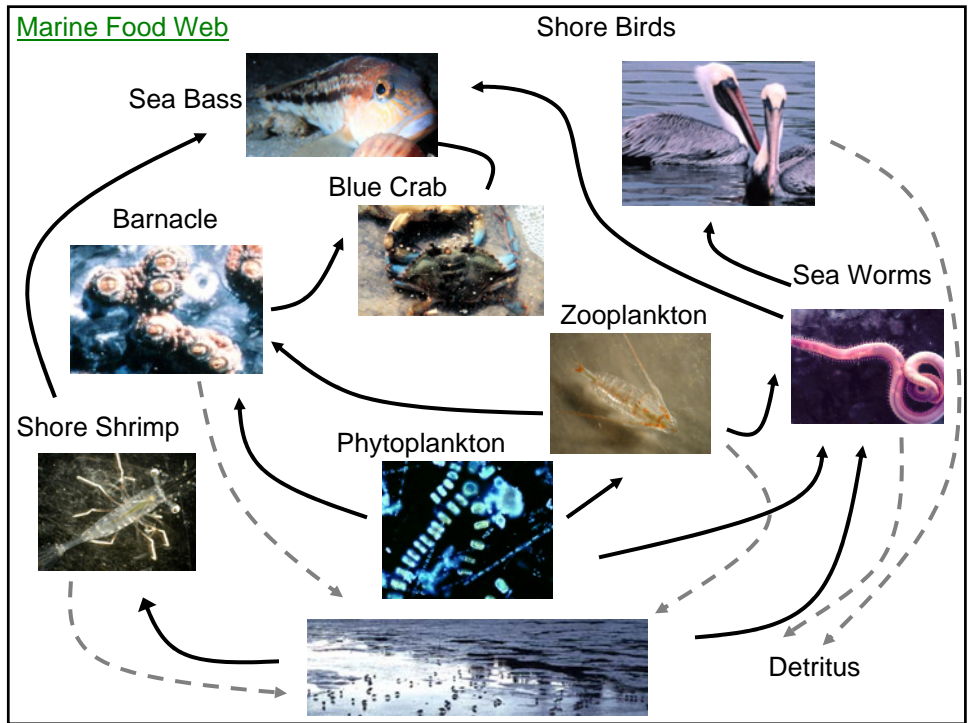 Marine Food Web
Shore Birds
Sea Bass
Blue Crab
Barnacle
Sea Worms
Zooplankton
Shore Shrimp
Phytoplankton
Detritus